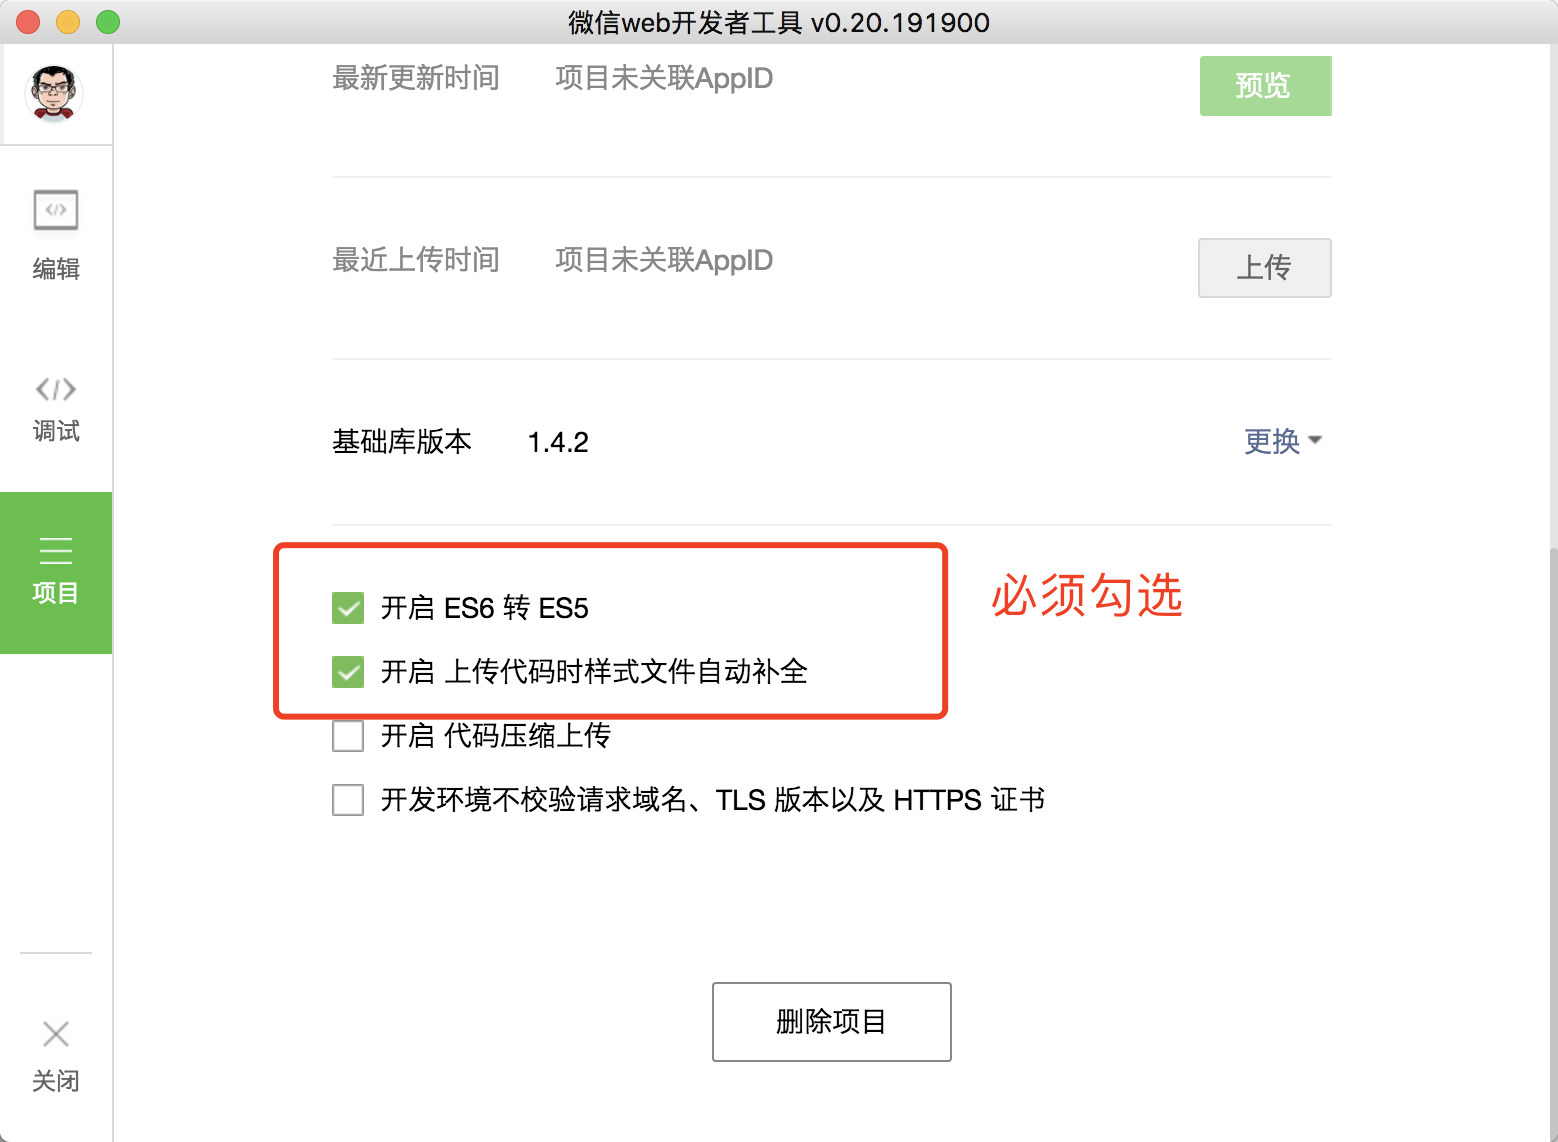 微信web开发者工具 v0.20.191900
最新更新时间 项目未关联AppID
预览
编辑
最近上传时间 项目未关联AppID
上传
调试
基础库版本 1.4.2
更换
项目
开启 ES6 转 ES5
必须勾选
开启 上传代码时样式文件自动补全
开启 代码压缩上传
开发环境不校验请求域名、TLS 版本以及 HTTPS 证书
删除项目
关闭